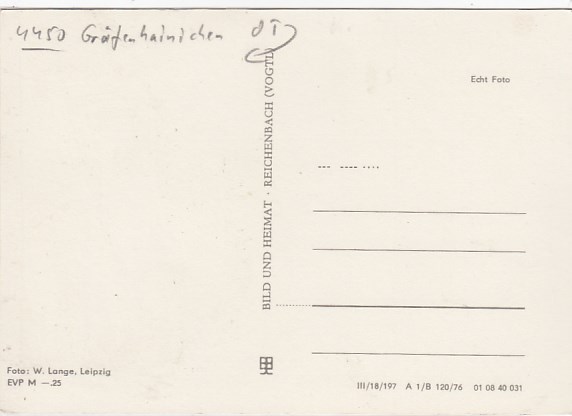 4450 Gräfenhainichen OT
Echt Foto
BILD UND HEIMAT · REICHENBACH (VOGTL)
Foto: W. Lange, Leipzig
EVP M —.25
III/18/197 A 1/B 120/76 01 08 40 031